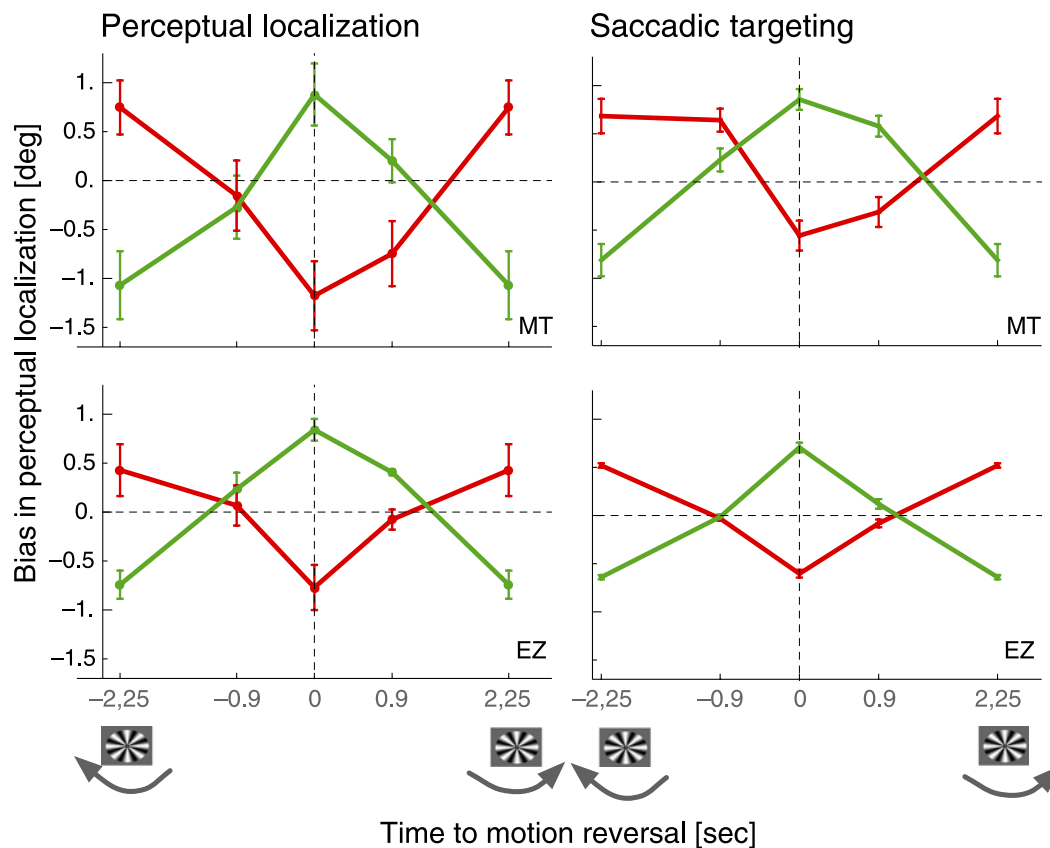 Perceptual localization
Saccadic targeting
Bias in perceptual localization [deg]
1.
0.5
0.
−0.5
−1.
−1.5
MT
MT
1.
0.5
0.
−0.5
−1.
−1.5
EZ
EZ
−2,25 −0.9 0 0.9 2,25
−2,25 −0.9 0 0.9 2,25
Time to motion reversal [sec]